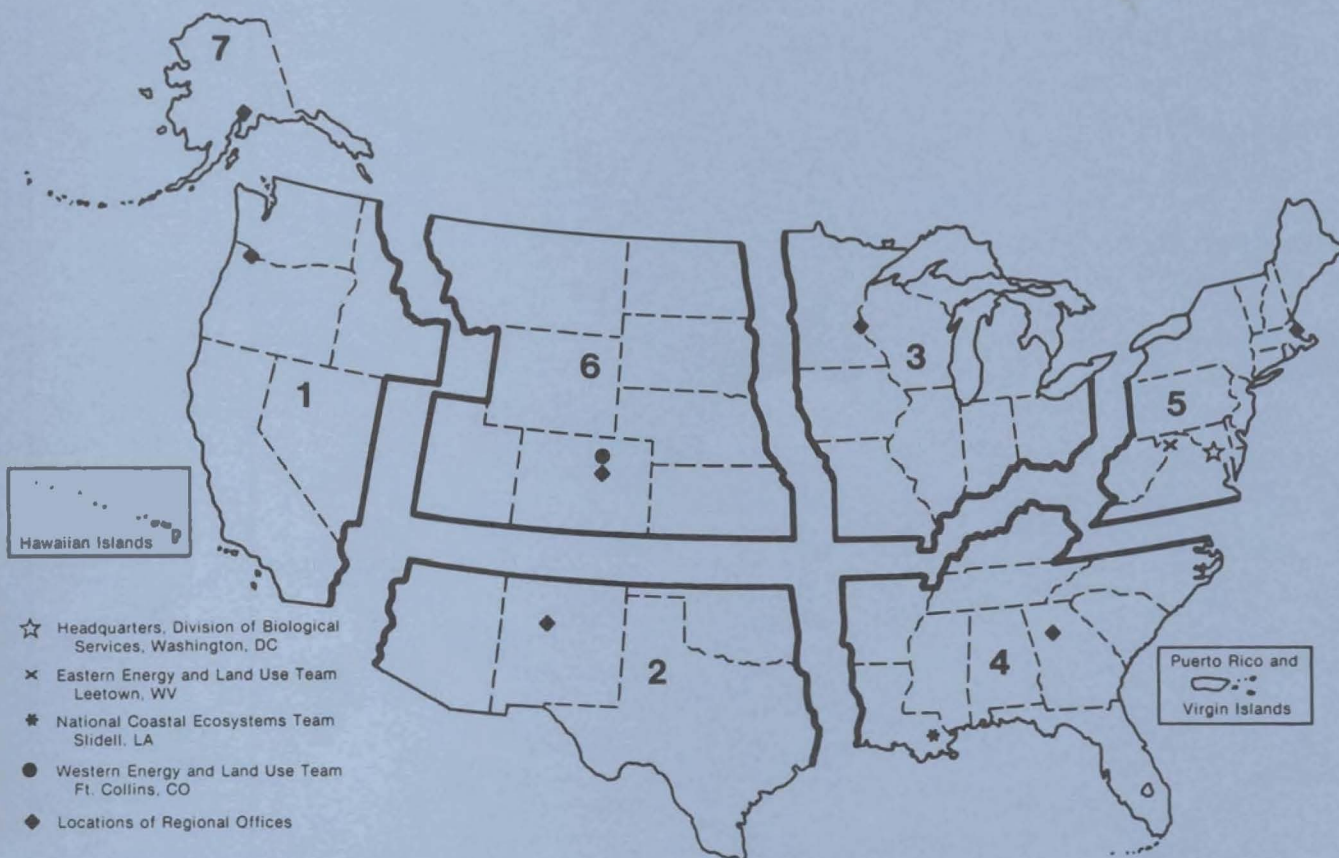 7
1
6
3
5
2
4
Hawaiian Islands
Headquarters, Division of Biological
Services, Washington, DC
Eastern Energy and Land Use Team
Leetown, WV
National Coastal Ecosystems Team
Slidell, LA
Western Energy and Land Use Team
Ft. Collins, CO
Locations of Regional Offices
Puerto Rico and
Virgin Islands